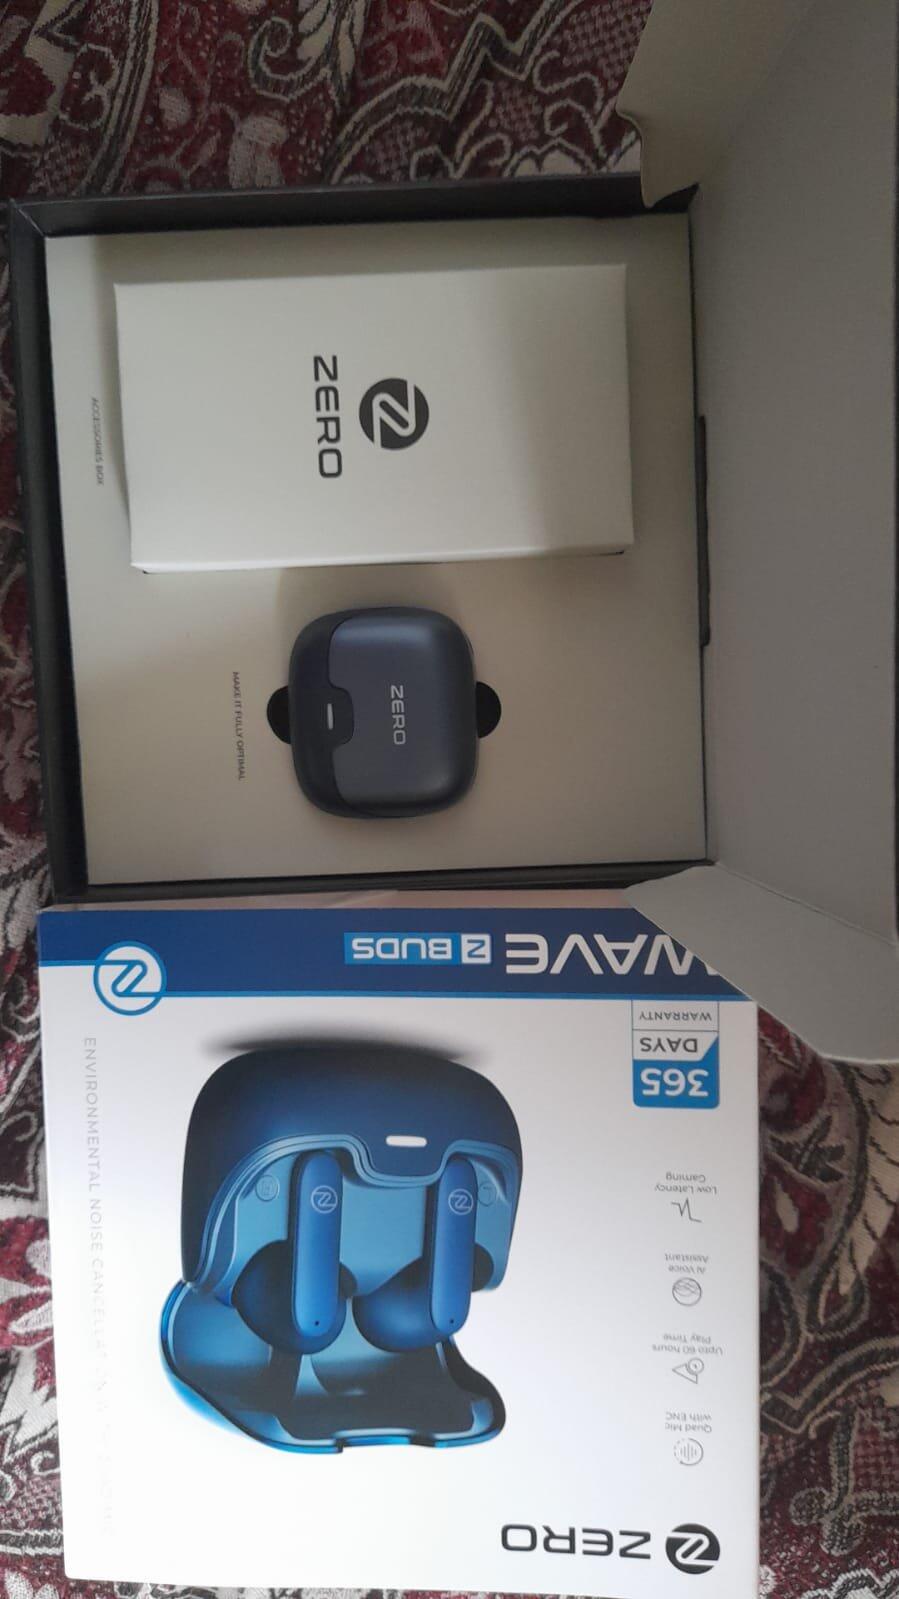 ZERO
ACCESSORIES BOX
ZERO
MAKE IT FULLY OPTIMAL
WAVE Z BUDS
365
DAYS
WARRANTY
Low Latency
Gaming
AI Voice
Assistant
Upto 60 hours
Play Time
Quad Mic
with ENC
ZERO
ENVIRONMENTAL NOISE